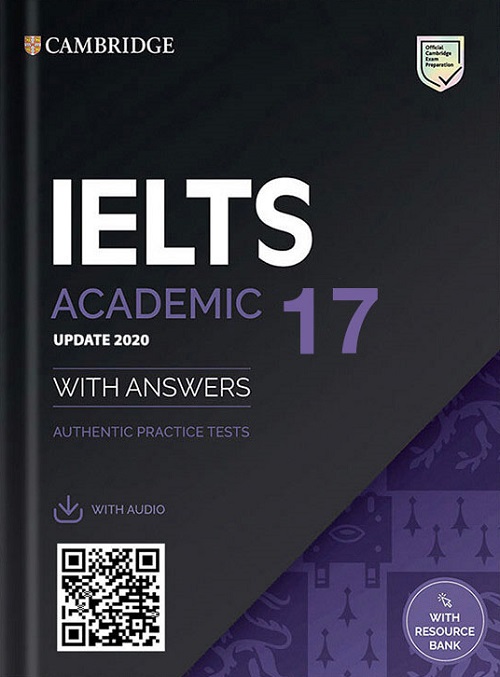 CAMBRIDGE
Official
Cambridge
Exam
Preparation
IELTS
ACADEMIC 17
UPDATE 2020
WITH ANSWERS
AUTHENTIC PRACTICE TESTS
WITH AUDIO
WITH
RESOURCE
BANK